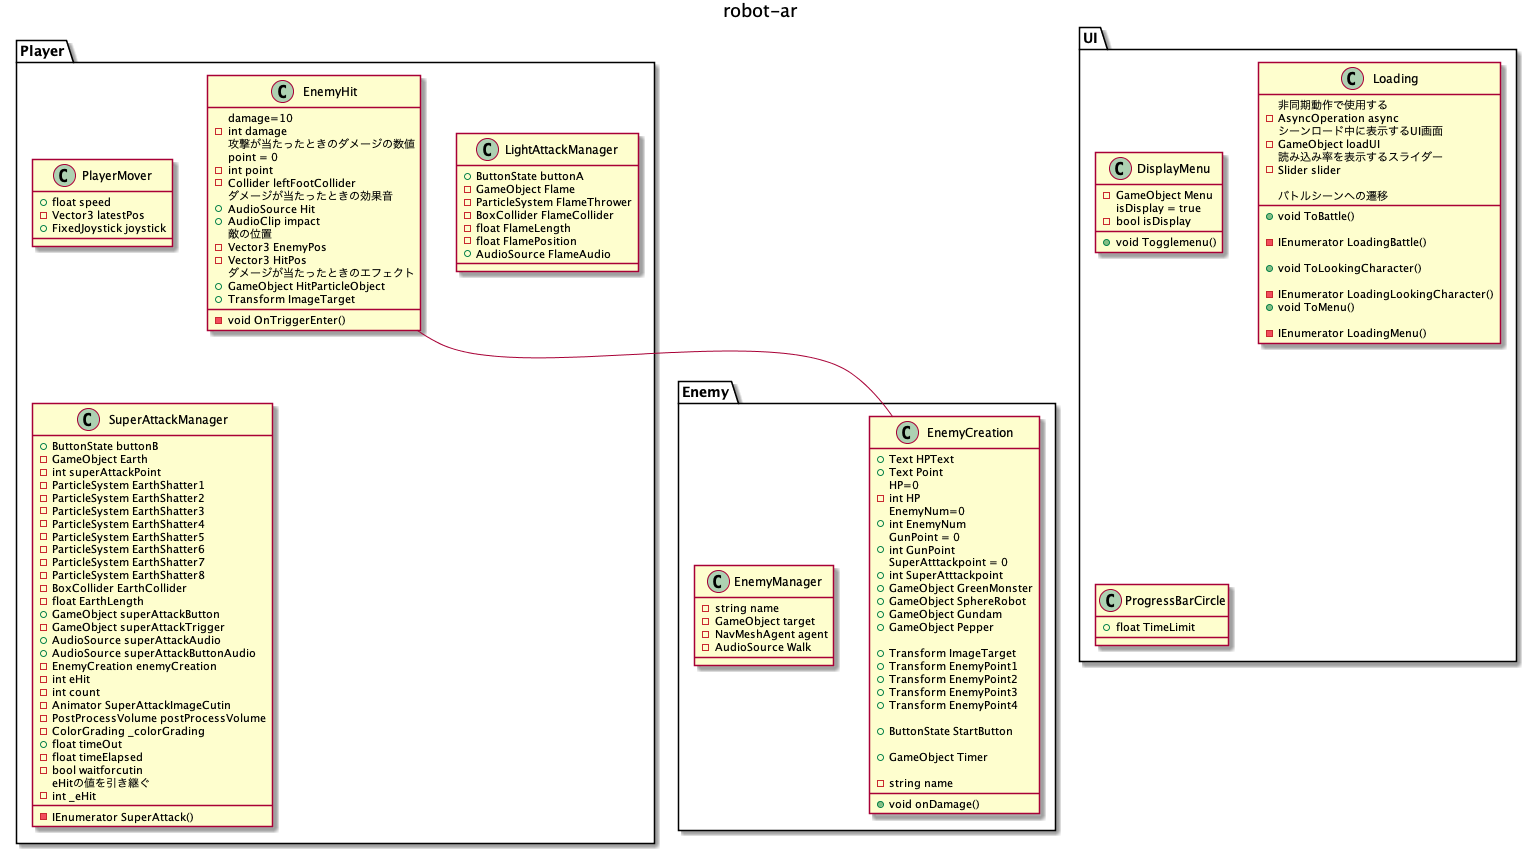 robot-ar
Player
C PlayerMover
float speed
Vector3 latestPos
FixedJoystick joystick
C EnemyHit
damage=10
int damage
攻撃が当たったときのダメージの数値
point = 0
int point
Collider leftFootCollider
ダメージが当たったときの効果音
AudioSource Hit
AudioClip impact
敵の位置
Vector3 EnemyPos
Vector3 HitPos
ダメージが当たったときのエフェクト
GameObject HitParticleObject
Transform ImageTarget
void OnTriggerEnter()
C LightAttackManager
ButtonState buttonA
GameObject Flame
ParticleSystem FlameThrower
BoxCollider FlameCollider
float FlameLength
float FlamePosition
AudioSource FlameAudio
C SuperAttackManager
ButtonState buttonB
GameObject Earth
int superAttackPoint
ParticleSystem EarthShatter1
ParticleSystem EarthShatter2
ParticleSystem EarthShatter3
ParticleSystem EarthShatter4
ParticleSystem EarthShatter5
ParticleSystem EarthShatter6
ParticleSystem EarthShatter7
ParticleSystem EarthShatter8
BoxCollider EarthCollider
float EarthLength
GameObject superAttackButton
GameObject superAttackTrigger
AudioSource superAttackAudio
AudioSource superAttackButtonAudio
EnemyCreation enemyCreation
int eHit
int count
Animator SuperAttackImageCutin
PostProcessVolume postProcessVolume
ColorGrading _colorGrading
float timeOut
float timeElapsed
bool waitforcutin
eHitの値を引き継ぐ
int _eHit
IEnumerator SuperAttack()
Enemy
C EnemyManager
string name
GameObject target
NavMeshAgent agent
AudioSource Walk
C EnemyCreation
Text HPText
Text Point
HP=0
int HP
EnemyNum=0
int EnemyNum
GunPoint = 0
int GunPoint
SuperAtttackpoint = 0
int SuperAtttackpoint
GameObject GreenMonster
GameObject SphereRobot
GameObject Gundam
GameObject Pepper
Transform ImageTarget
Transform EnemyPoint1
Transform EnemyPoint2
Transform EnemyPoint3
Transform EnemyPoint4
ButtonState StartButton
GameObject Timer
string name
void onDamage()
UI
C DisplayMenu
GameObject Menu
isDisplay = true
bool isDisplay
void Togglemenu()
C Loading
非同期動作で使用する
AsyncOperation async
シーンロード中に表示するUI画面
GameObject loadUI
読み込み率を表示するスライダー
Slider slider
バトルシーンへの遷移
void ToBattle()
IEnumerator LoadingBattle()
void ToLookingCharacter()
IEnumerator LoadingLookingCharacter()
void ToMenu()
IEnumerator LoadingMenu()
C ProgressBarCircle
float TimeLimit